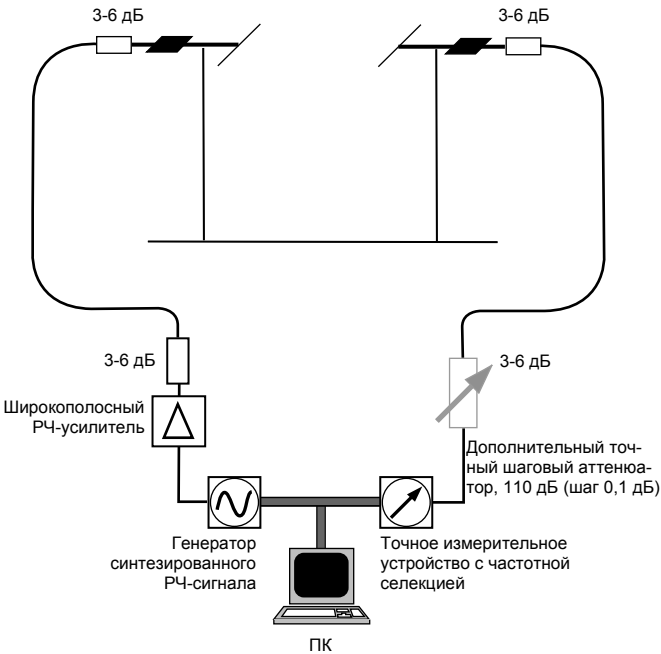 3-6 дБ
3-6 дБ
3-6 дБ
3-6 дБ
Широкополосный
РЧ-усилитель
Дополнительный точ-
ный шаговый аттенюа-
тор, 110 дБ (шаг 0,1 дБ)
Генератор
синтезированного
РЧ-сигнала
Точное измерительное
устройство с частотной
селекцией
ПК